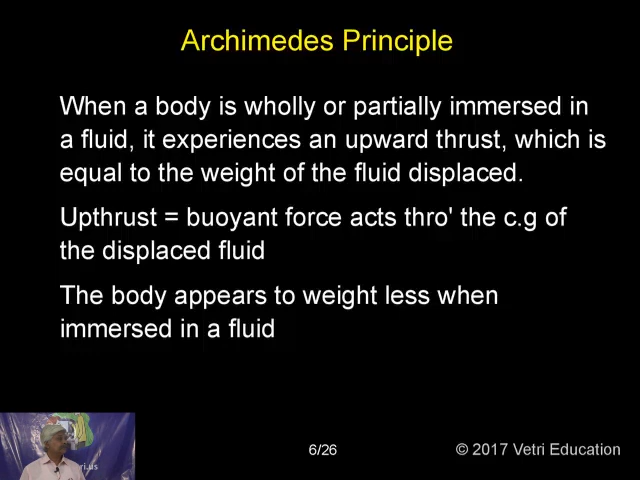 Archimedes Principle
When a body is wholly or partially immersed in
a fluid, it experiences an upward thrust, which is
equal to the weight of the fluid displaced.
Upthrust = buoyant force acts thro' the c.g of
the displaced fluid
The body appears to weight less when
immersed in a fluid
ri.us
6/26
© 2017 Vetri Education